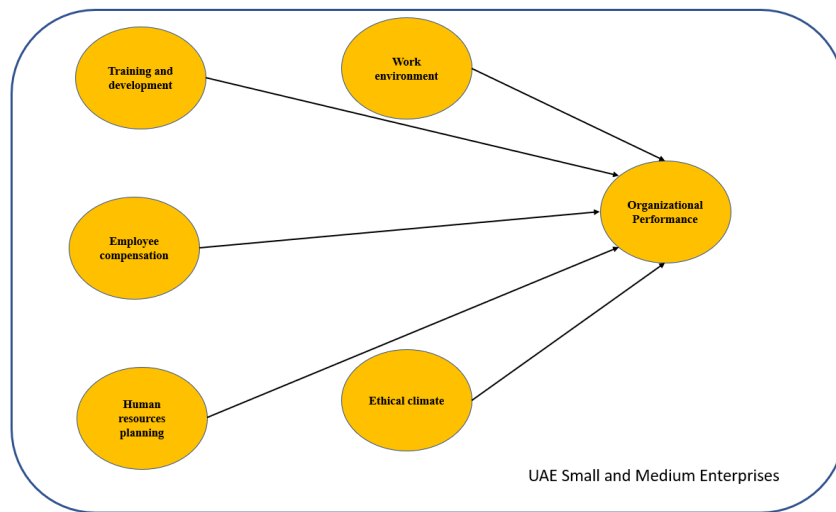 Training and
development
Work
environment
Organizational
Performance
Employee
compensation
Human
resources
planning
Ethical climate
UAE Small and Medium Enterprises